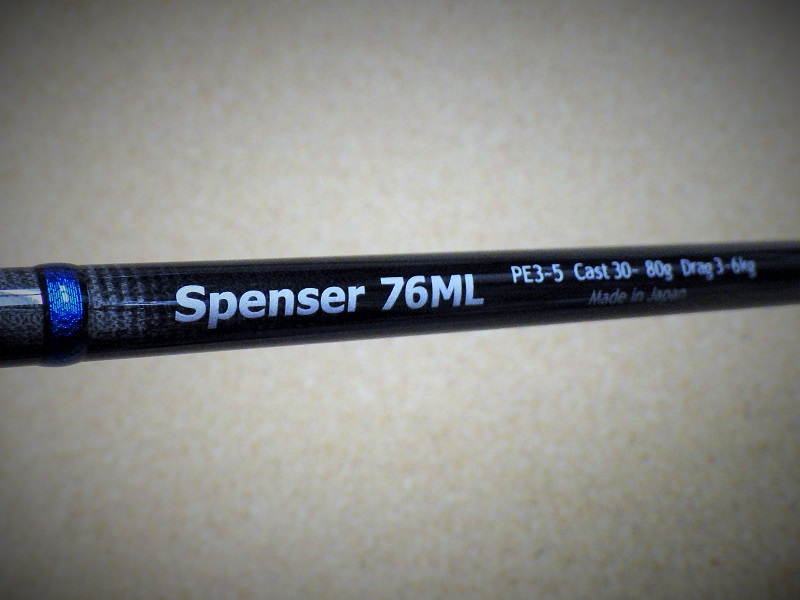 Spenser 76ML PE3-5 Cast 30- 80g Drag 3-6kg
Made in Japan